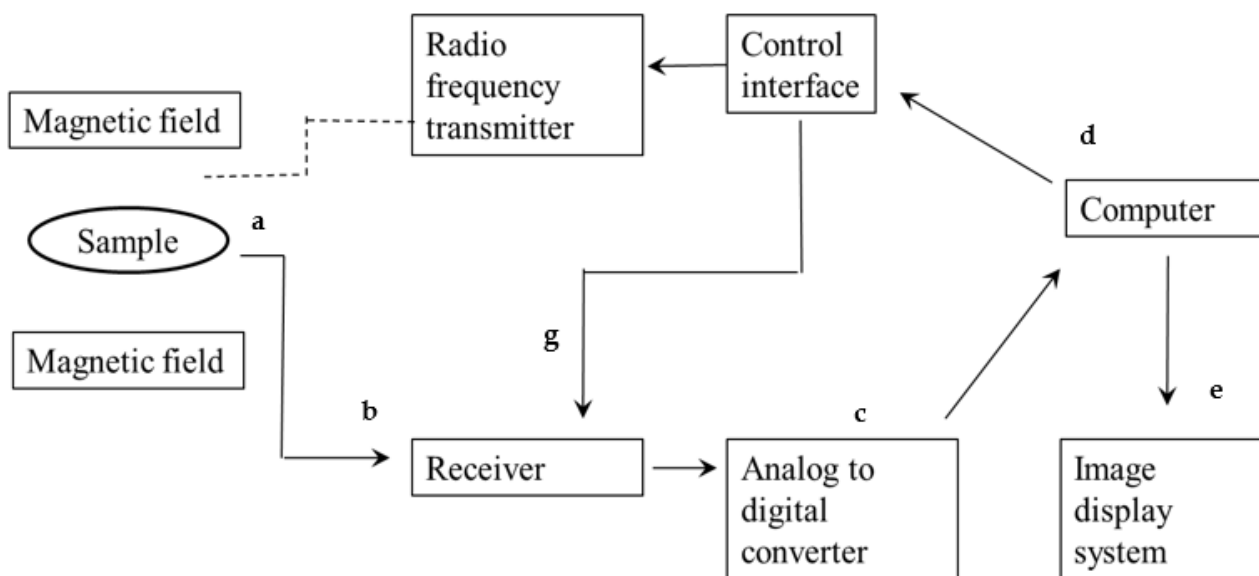 Radio
frequency
transmitter
Control
interface
Magnetic field
d
Computer
a
Sample
g
Magnetic field
b
c
e
Receiver
Analog to
digital
converter
Image
display
system